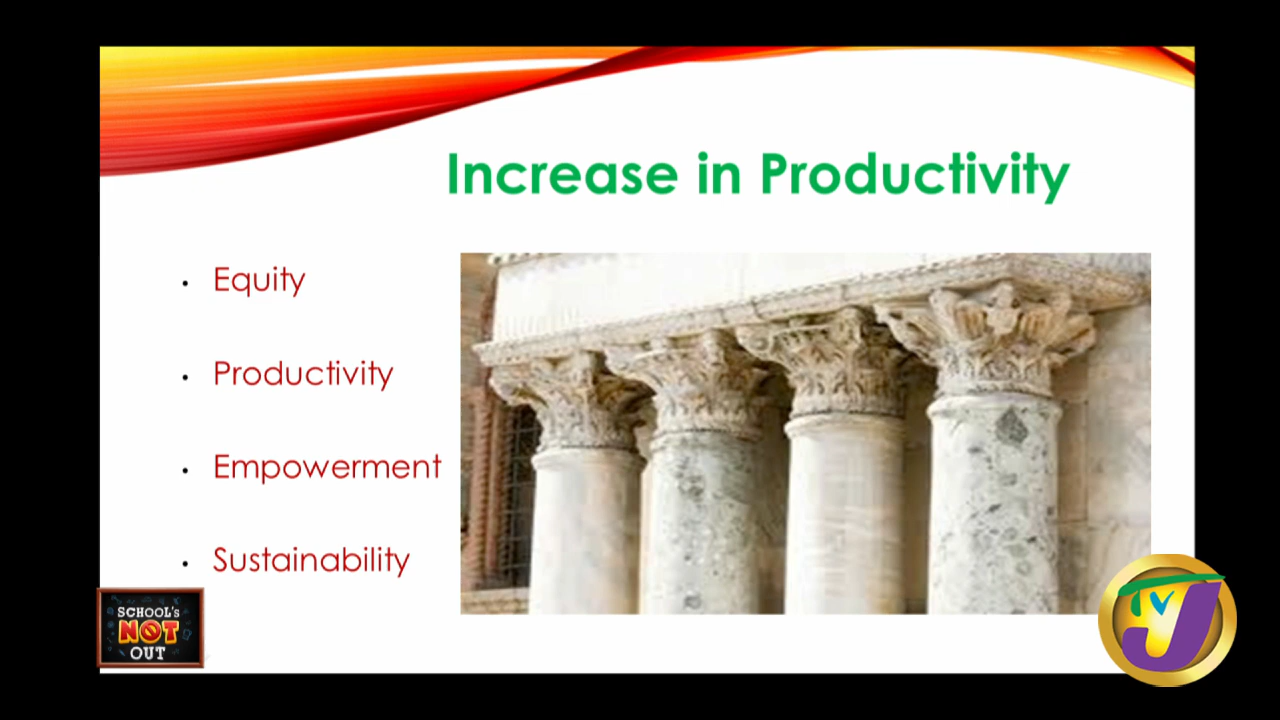 Increase in Productivity
• Equity
• Productivity
• Empowerment
• Sustainability
SCHOOL'S
NOT
OUT
TVJ